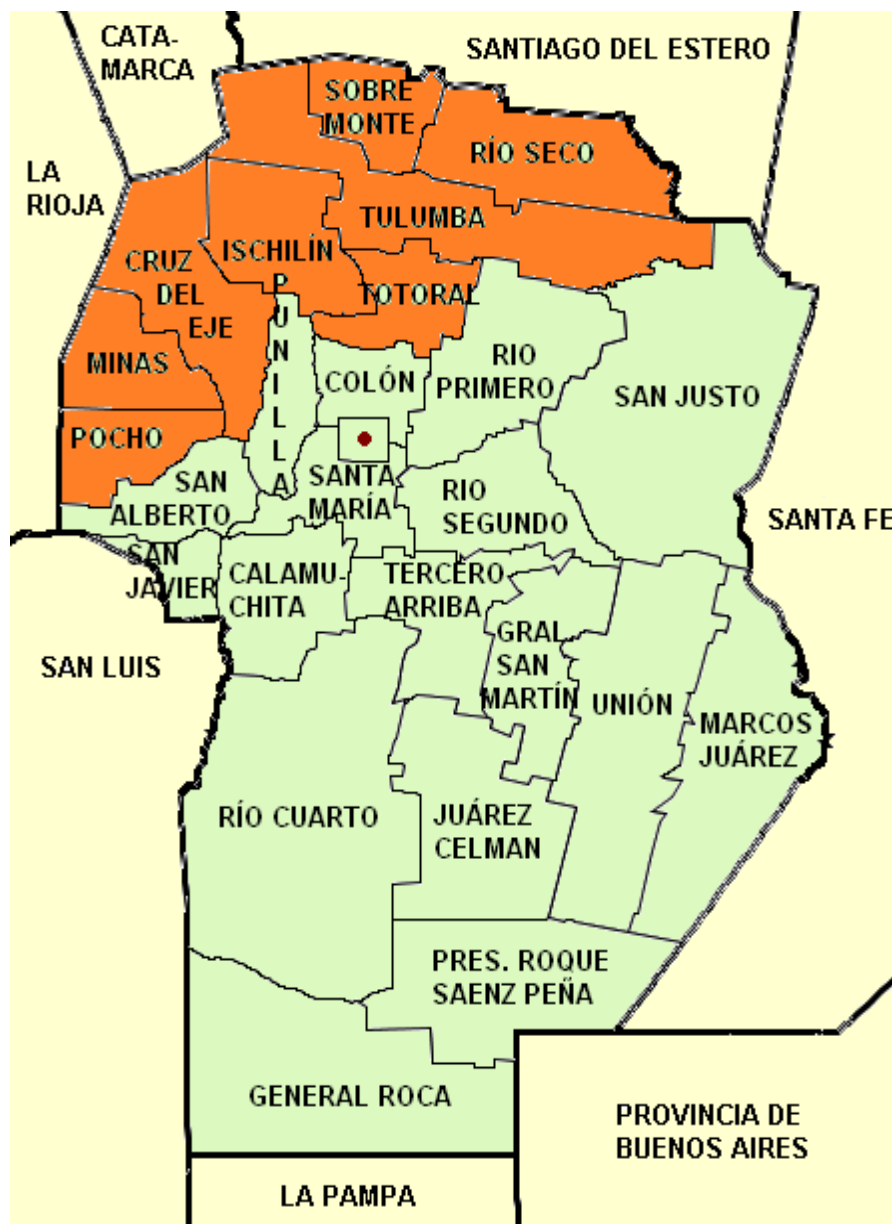 CATA-
MARCA
SANTIAGO DEL ESTERO
SOBRE
MONTE
RÍO SECO
LA
RIOJA
TULUMBA
ISCHILÍN
CRUZ
DEL
EJE
TOTORAL
PUNILLA
MINAS
COLÓN
RIO
PRIMERO
SAN JUSTO
POCHO
SAN
ALBERTO
SANTA
MARÍA
RIO
SEGUNDO
SANTA FE
SAN
JAVIER
CALAMU-
CHITA
TERCERO
ARRIBA
GRAL
SAN
MARTÍN
SAN LUIS
UNIÓN
MARCOS
JUÁREZ
RÍO CUARTO
JUÁREZ
CELMAN
PRES. ROQUE
SAENZ PEÑA
GENERAL ROCA
PROVINCIA DE
BUENOS AIRES
LA PAMPA